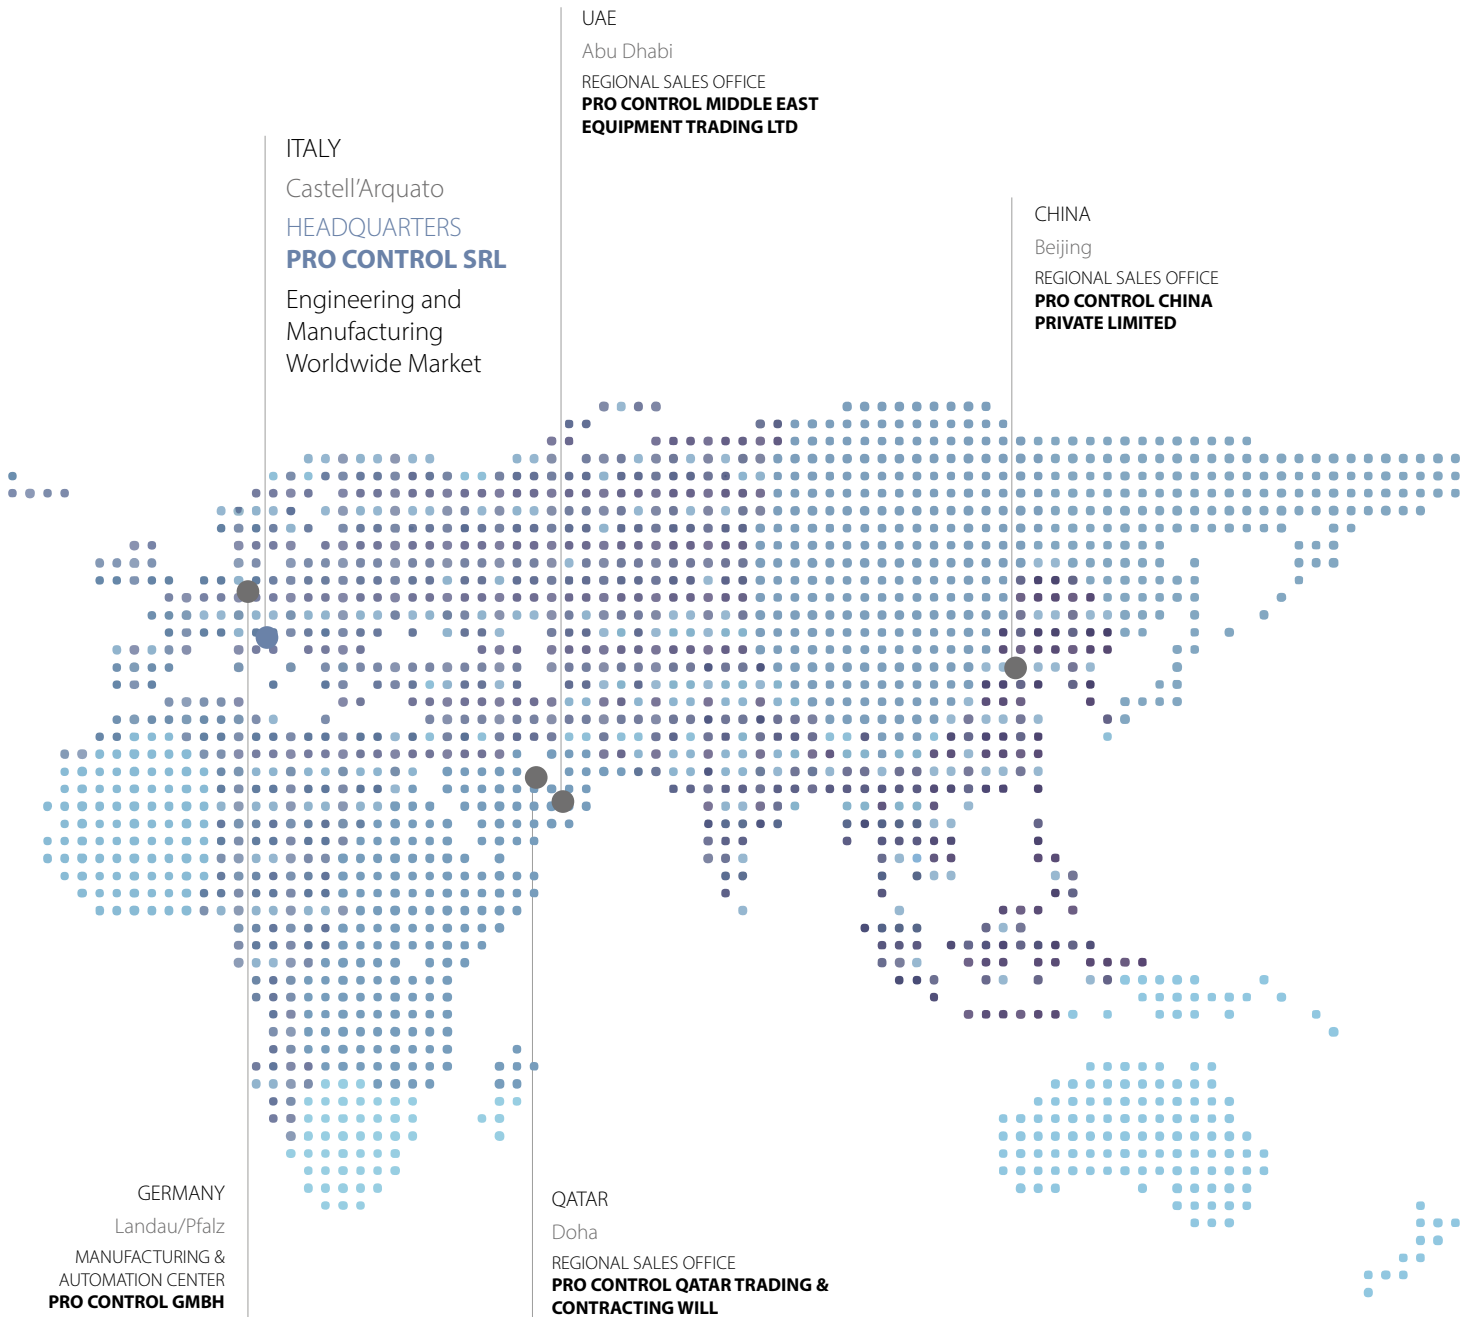 UAE
Abu Dhabi
REGIONAL SALES OFFICE
PRO CONTROL MIDDLE EAST
EQUIPMENT TRADING LTD
ITALY
Castell'Arquato
HEADQUARTERS
PRO CONTROL SRL
Engineering and
Manufacturing
Worldwide Market
CHINA
Beijing
REGIONAL SALES OFFICE
PRO CONTROL CHINA
PRIVATE LIMITED
GERMANY
Landau/Pfalz
MANUFACTURING &
AUTOMATION CENTER
PRO CONTROL GMBH
QATAR
Doha
REGIONAL SALES OFFICE
PRO CONTROL QATAR TRADING &
CONTRACTING WILL